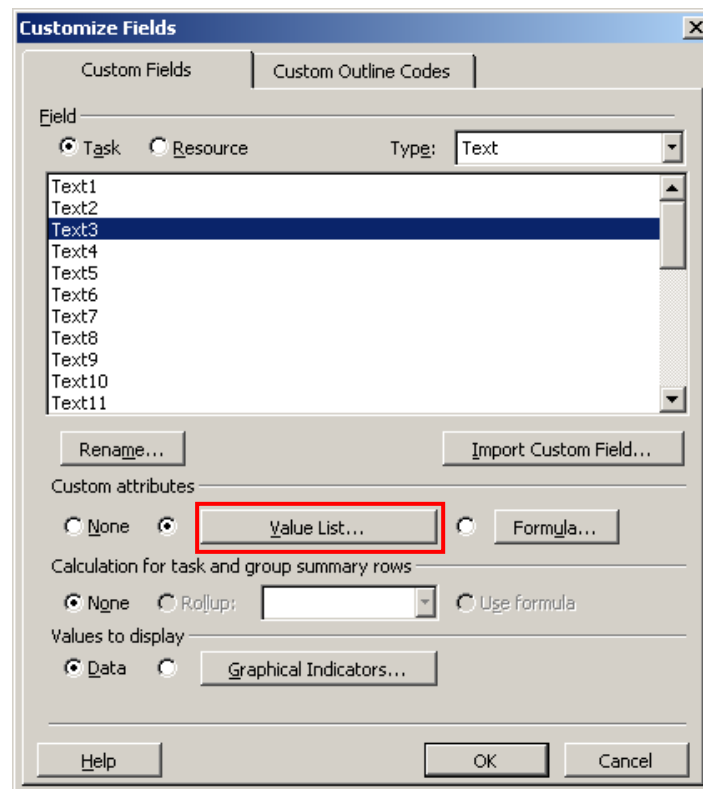 Customize Fields
Custom Fields Custom Outline Codes
Field
Task Resource Type: Text
Text1
Text2
Text3
Text4
Text5
Text6
Text7
Text8
Text9
Text10
Text11
Rename... Import Custom Field...
Custom attributes
None Value List... Formula...
Calculation for task and group summary rows
None Rollup: Use formula
Values to display
Data Graphical Indicators...
Help OK Cancel